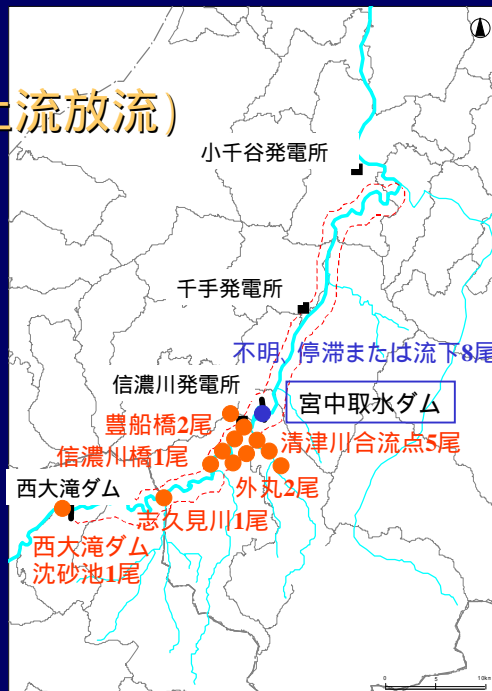 上流放流）
小千谷発電所
千手発電所
不明、停滞または流下8尾
信濃川発電所
宮中取水ダム
豊船橋2尾
清津川合流点5尾
信濃川橋1尾
外丸2尾
西大滝ダム
志久見川1尾
西大滝ダム
沈砂池1尾
0 5 10km